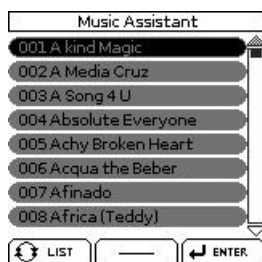 Music Assistant
001 A kind Magic
002 A Media Cruz
003 A Song 4 U
004 Absolute Everyone
005 Achy Broken Heart
006 Acqua the Beber
007 Afinado
008 Africa (Teddy)
LIST
ENTER